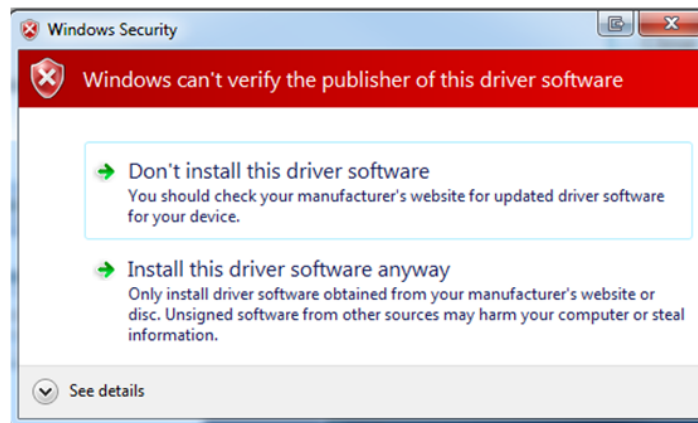 Windows Security
Windows can't verify the publisher of this driver software
Don't install this driver software
You should check your manufacturer's website for updated driver software
for your device.
Install this driver software anyway
Only install driver software obtained from your manufacturer's website or
disc. Unsigned software from other sources may harm your computer or steal
information.
See details